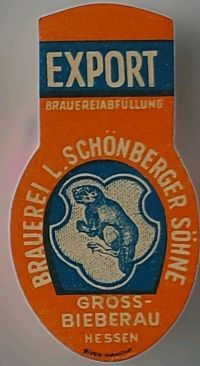 EXPORT
BRAUEREIABFÜLLUNG
BRAUEREI L. SCHÖNBERGER SÖHNE
GROSS-
BIEBERAU
HESSEN